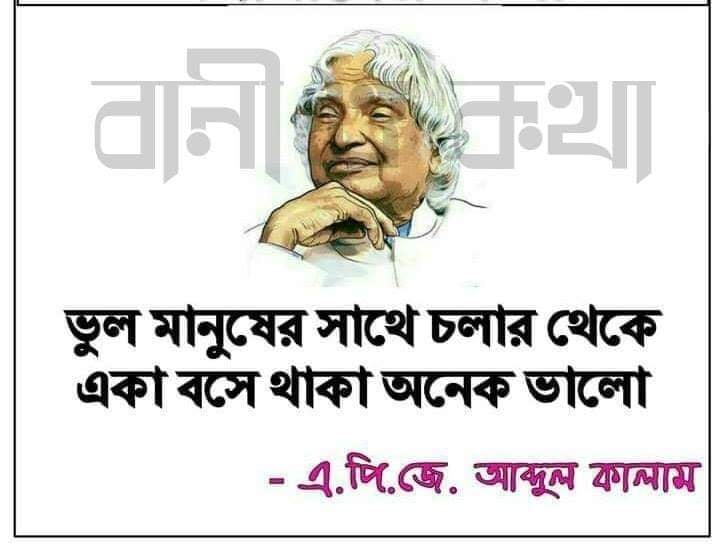 বানী ও কথা
ভুল মানুষের সাথে চলার থেকে
একা বসে থাকা অনেক ভালো
- এ.পি.জে. আব্দুল কালাম